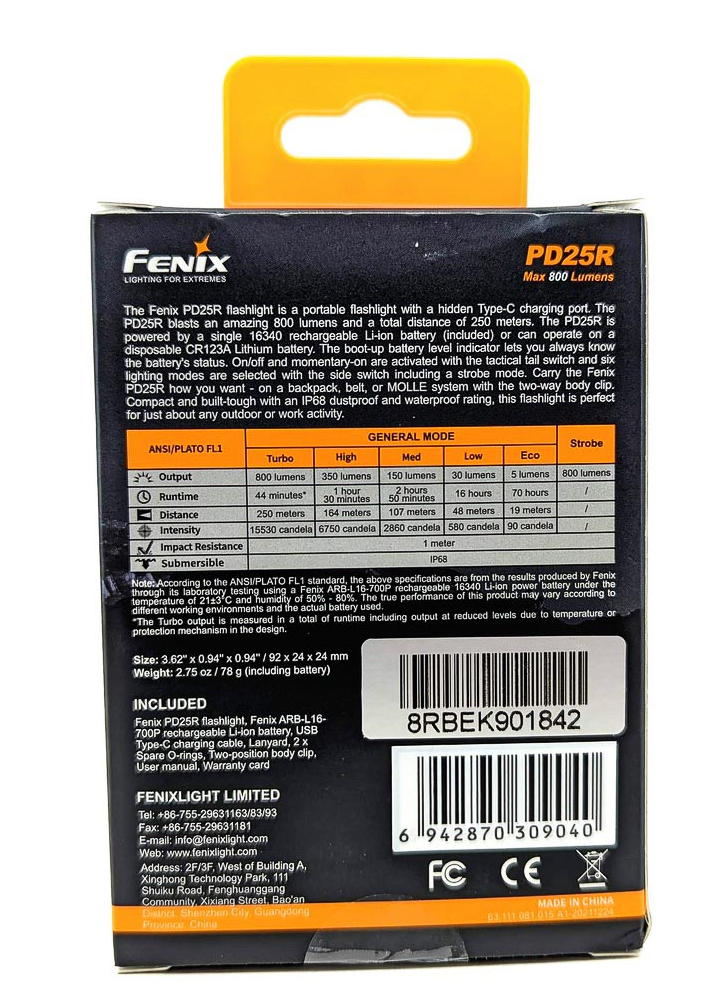 FENIX
LIGHTING FOR EXTREMES
PD25R
Max 800 Lumens
The Fenix PD25R flashlight is a portable flashlight with a hidden Type-C charging port. The
PD25R blasts an amazing 800 lumens and a total distance of 250 meters. The PD25R is
powered by a single 16340 rechargeable Li-ion battery (included) or can operate on a
disposable CR123A Lithium battery. The boot-up battery level indicator lets you always know
the battery's status. On/off and momentary-on are activated with the tactical tail switch and six
lighting modes are selected with the side switch including a strobe mode. Carry the Fenix
PD25R how you want - on a backpack, belt, or MOLLE system with the two-way body clip.
Compact and built-tough with an IP68 dustproof and waterproof rating, this flashlight is perfect
for just about any outdoor or work activity.
ANSI/PLATO FL1 GENERAL MODE Strobe
Turbo High Med Low Eco
Output 800 lumens 350 lumens 150 lumens 30 lumens 5 lumens 800 lumens
Runtime 44 minutes* 1 hour 30 minutes 2 hours 50 minutes 16 hours 70 hours /
Distance 250 meters 164 meters 107 meters 48 meters 19 meters /
Intensity 15530 candela 6750 candela 2860 candela 580 candela 90 candela /
Impact Resistance 1 meter
Submersible IP68
Note: According to the ANSI/PLATO FL1 standard, the above specifications are from the results produced by Fenix
through its laboratory testing using a Fenix ARB-L16-700P rechargeable 16340 Li-ion power battery under the
temperature of 21±3°C and humidity of 50% - 80%. The true performance of this product may vary according to
different working environments and the actual battery used.
*The Turbo output is measured in a total of runtime including output at reduced levels due to temperature or
protection mechanism in the design.
Size: 3.62" x 0.94" x 0.94" / 92 x 24 x 24 mm
Weight: 2.75 oz / 78 g (including battery)
INCLUDED
Fenix PD25R flashlight, Fenix ARB-L16-
700P rechargeable Li-ion battery, USB
Type-C charging cable, Lanyard, 2 x
Spare O-rings, Two-position body clip,
User manual, Warranty card
8RBEK901842
6 942870 309040
FENIXLIGHT LIMITED
Tel: +86-755-29631163/83/93
Fax: +86-755-29631181
E-mail: info@fenixlight.com
Web: www.fenixlight.com
Address: 2F/3F, West of Building A,
Xinghong Technology Park, 111
Shuiku Road, Fenghuanggang
Community, Xixiang Street, Bao'an
District, Shenzhen City, Guangdong
Province, China
FC CE
MADE IN CHINA
63.111.081.015-A1-20211224